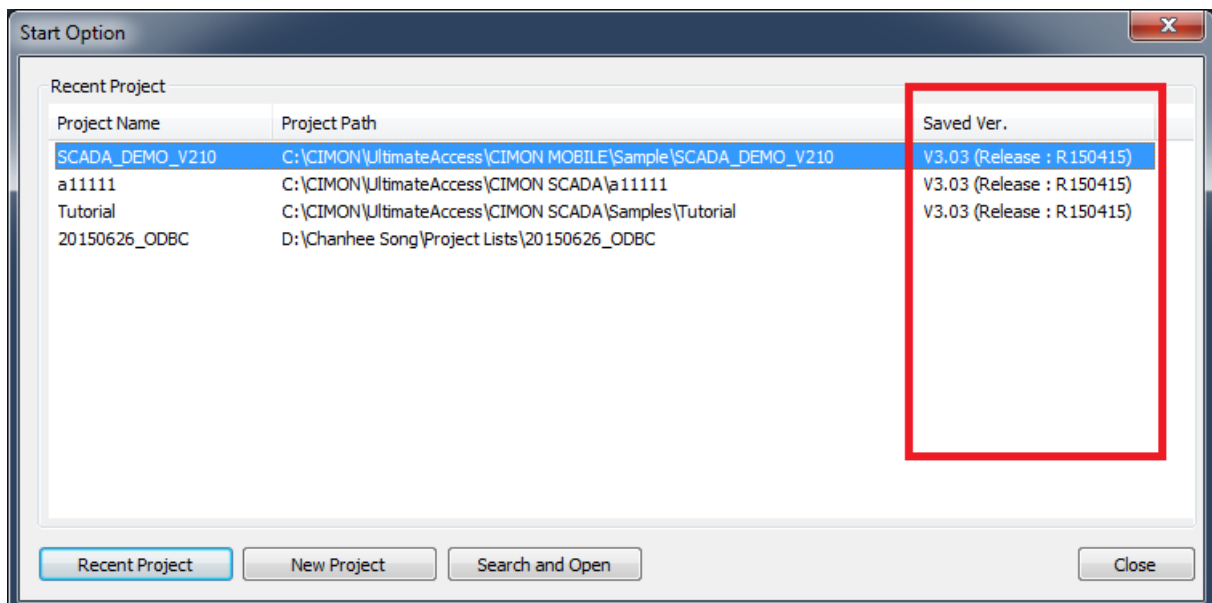 Start Option
Recent Project
Project Name Project Path Saved Ver.
SCADA_DEMO_V210 C:\CIMON\UltimateAccess\CIMON MOBILE\Sample\SCADA_DEMO_V210 V3.03 (Release : R150415)
a11111 C:\CIMON\UltimateAccess\CIMON SCADA\a11111 V3.03 (Release : R150415)
Tutorial C:\CIMON\UltimateAccess\CIMON SCADA\Samples\Tutorial V3.03 (Release : R150415)
20150626_ODBC D:\Chanhee Song\Project Lists\20150626_ODBC
Recent Project New Project Search and Open Close